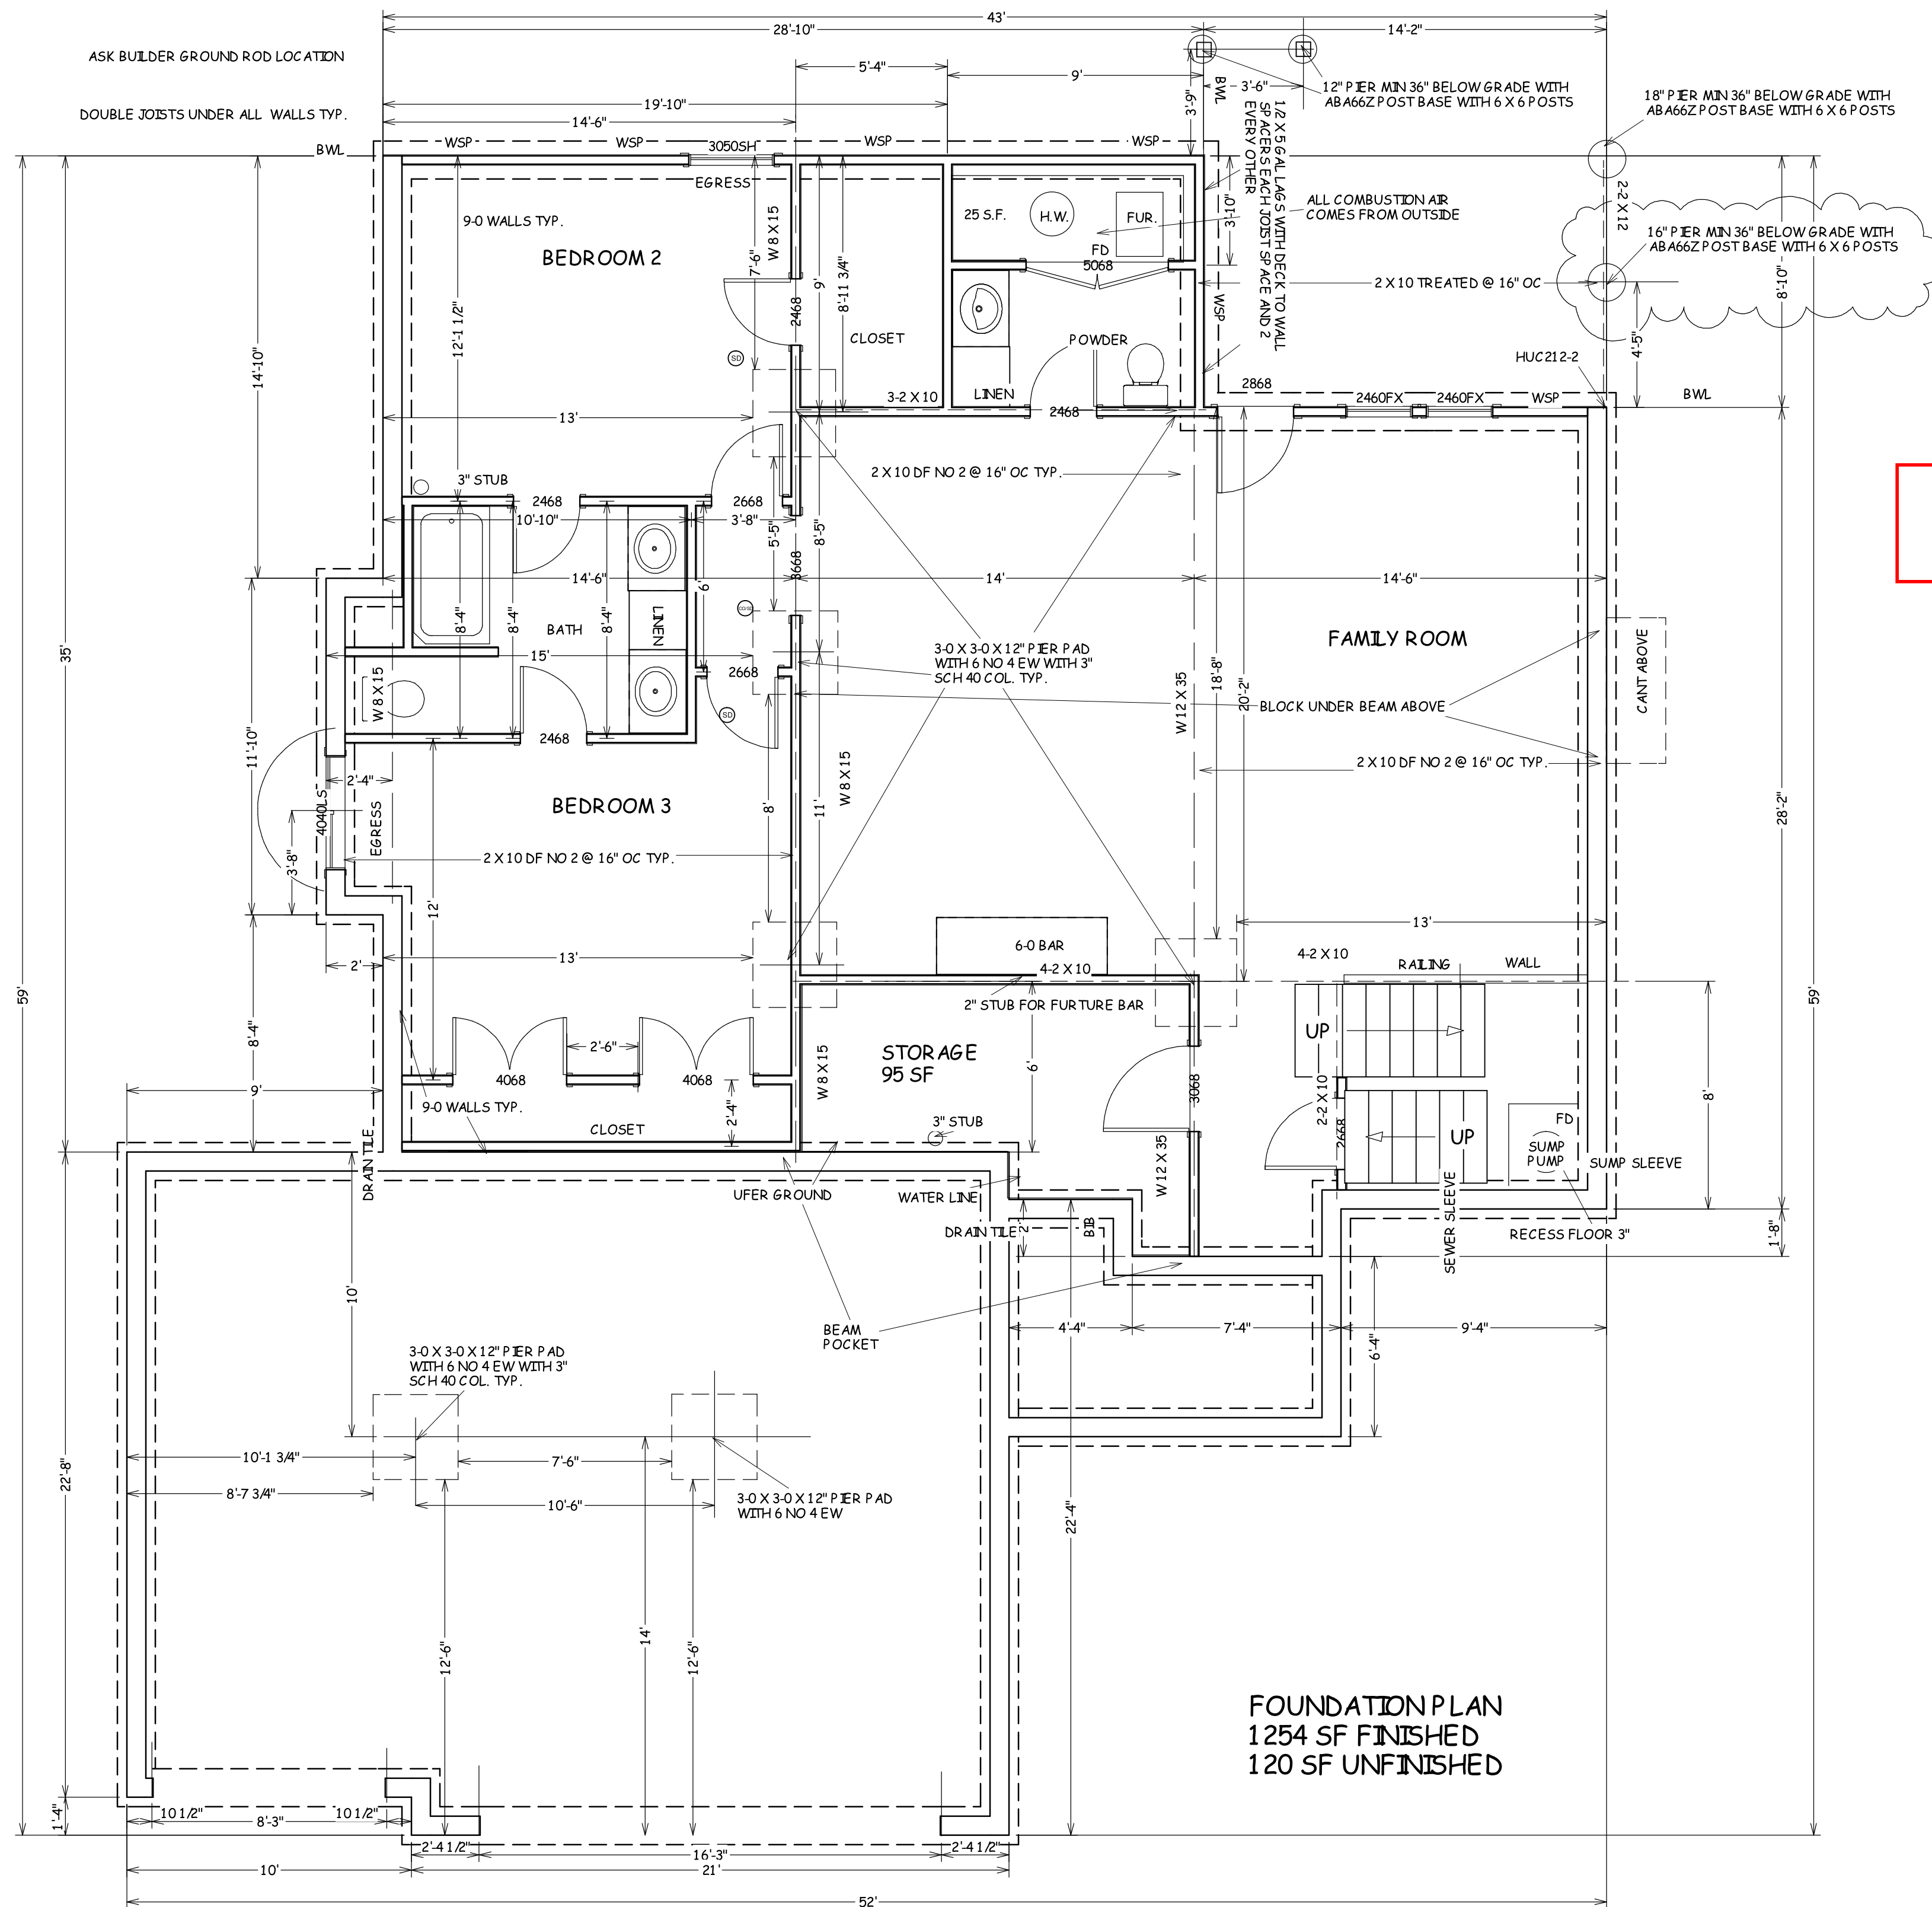 43'
28'-10"
14'-2"
ASK BUILDER GROUND ROD LOCATION
5'-4"
9'
BWL
3'-6"
12" PIER MIN 36" BELOW GRADE WITH
ABA66Z POST BASE WITH 6 X 6 POSTS
18" PIER MIN 36" BELOW GRADE WITH
ABA66Z POST BASE WITH 6 X 6 POSTS
19'-10"
3'-9"
DOUBLE JOISTS UNDER ALL WALLS TYP.
14'-6"
1/2 X 5 GAL LAGS WITH DECK TO WALL
SPACERS EACH JOIST SPACE AND 2
EVERY OTHER
BWL
WSP
WSP
3050SH
WSP
WSP
EGRESS
9-0 WALLS TYP.
W 8 X 15
25 S.F.
H.W.
FUR.
3'-10"
ALL COMBUSTION AIR
COMES FROM OUTSIDE
2-2 X 12
16" PIER MIN 36" BELOW GRADE WITH
ABA66Z POST BASE WITH 6 X 6 POSTS
BEDROOM 2
7'-6"
9'
8'-11 3/4"
FD
5068
2 X 10 TREATED @ 16" OC
8'-10"
12'-1 1/2"
2468
WSP
4'-5"
CLOSET
POWDER
SD
HUC212-2
14'-10"
3-2 X 10
LINEN
2468
2868
2460FX
2460FX
WSP
BWL
13'
3" STUB
2 X 10 DF NO 2 @ 16" OC TYP.
2468
2668
10'-10"
3'-8"
5'-5"
8'-5"
3668
14'-6"
14'
14'-6"
6'
8'-4"
8'-4"
8'-4"
BATH
LINEN
FAMILY ROOM
CANT ABOVE
35'
15'
3-0 X 3-0 X 12" PIER PAD
WITH 6 NO 4 EW WITH 3"
SCH 40 COL. TYP.
2668
W 8 X 15
W 12 X 35
18'-8"
20'-2"
BLOCK UNDER BEAM ABOVE
SD
2468
11'-10"
2'-4"
2 X 10 DF NO 2 @ 16" OC TYP.
W 8 X 15
4040LS
EGRESS
BEDROOM 3
8'
11'
28'-2"
3'-8"
2 X 10 DF NO 2 @ 16" OC TYP.
12'
13'
6-0 BAR
4-2 X 10
13'
4-2 X 10
RAILING
WALL
2'
2" STUB FOR FURTURE BAR
59'
59'
8'-4"
UP
2'-6"
STORAGE
95 SF
W 8 X 15
6'
4068
4068
3068
2-2 X 10
8'
9'
9-0 WALLS TYP.
2'-4"
CLOSET
3" STUB
2668
UP
FD
SUMP
PUMP
SUMP SLEEVE
DRAIN TILE
UFER GROUND
WATER LINE
W 12 X 35
SEWER SLEEVE
DRAIN TILE
2'
BIB
RECESS FLOOR 3"
1'-8"
10'
BEAM
POCKET
4'-4"
7'-4"
9'-4"
6'-4"
3-0 X 3-0 X 12" PIER PAD
WITH 6 NO 4 EW WITH 3"
SCH 40 COL. TYP.
10'-1 3/4"
7'-6"
22'-8"
8'-7 3/4"
10'-6"
3-0 X 3-0 X 12" PIER PAD
WITH 6 NO 4 EW
22'-4"
12'-6"
14'
12'-6"
FOUNDATION PLAN
1254 SF FINISHED
120 SF UNFINISHED
1'-4"
10 1/2"
8'-3"
10 1/2"
2'-4 1/2"
16'-3"
2'-4 1/2"
10'
21'
52'